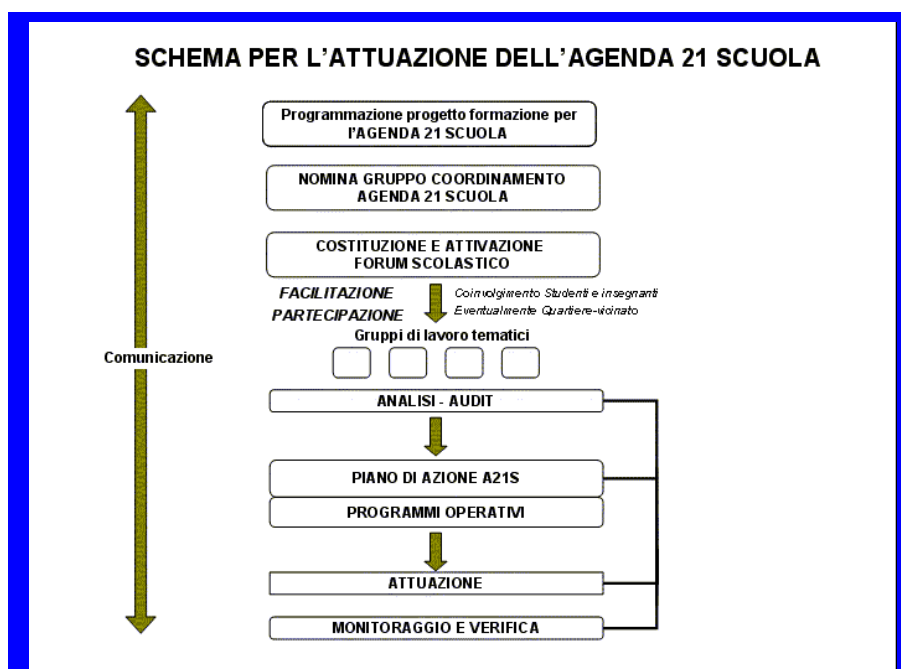 SCHEMA PER L'ATTUAZIONE DELL'AGENDA 21 SCUOLA
Programmazione progetto formazione per
l'AGENDA 21 SCUOLA
NOMINA GRUPPO COORDINAMENTO
AGENDA 21 SCUOLA
COSTITUZIONE E ATTIVAZIONE
FORUM SCOLASTICO
FACILITAZIONE
PARTECIPAZIONE
Coinvolgimento Studenti e insegnanti
Eventualmente Quartiere-vicinato
Gruppi di lavoro tematici
Comunicazione
ANALISI - AUDIT
PIANO DI AZIONE A21S
PROGRAMMI OPERATIVI
ATTUAZIONE
MONITORAGGIO E VERIFICA